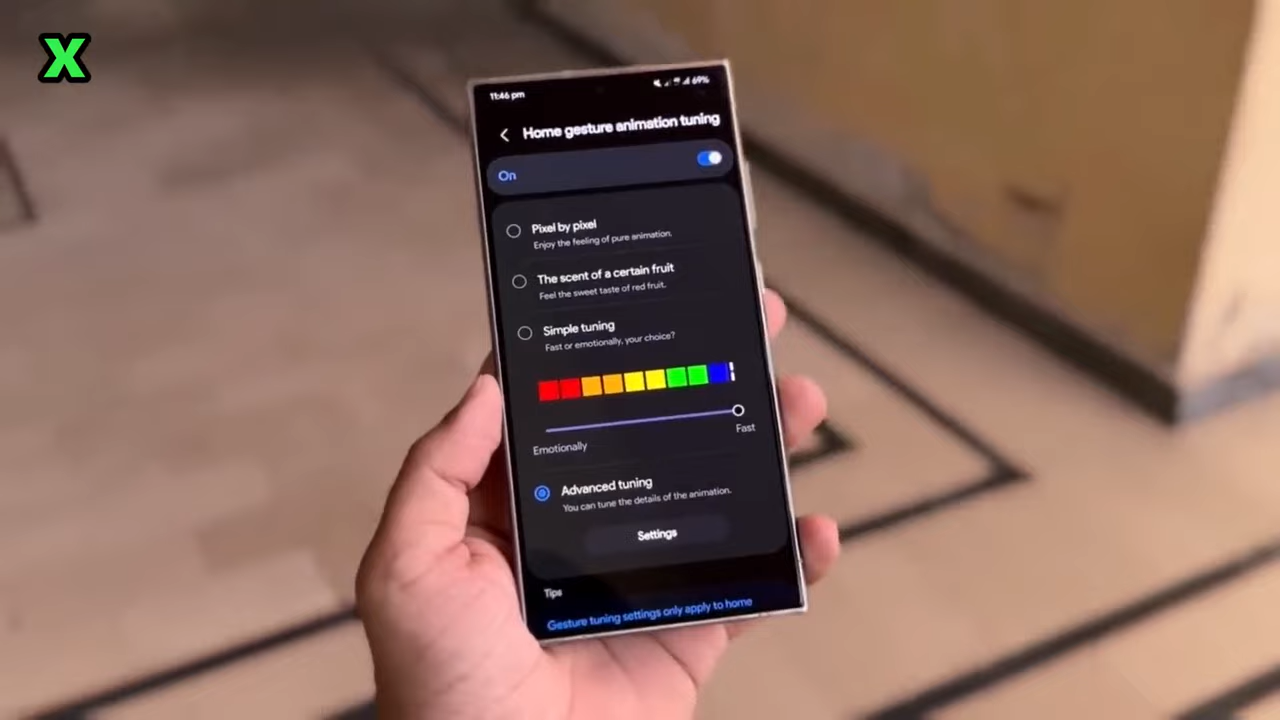 X
11:46 pm
69%
Home gesture animation tuning
On
Pixel by pixel
Enjoy the feeling of pure animation.
The scent of a certain fruit
Feel the sweet taste of red fruit.
Simple tuning
Fast or emotionally, your choice?
Emotionally
Fast
Advanced tuning
You can tune the details of the animation.
Settings
Tips
Gesture tuning settings only apply to home